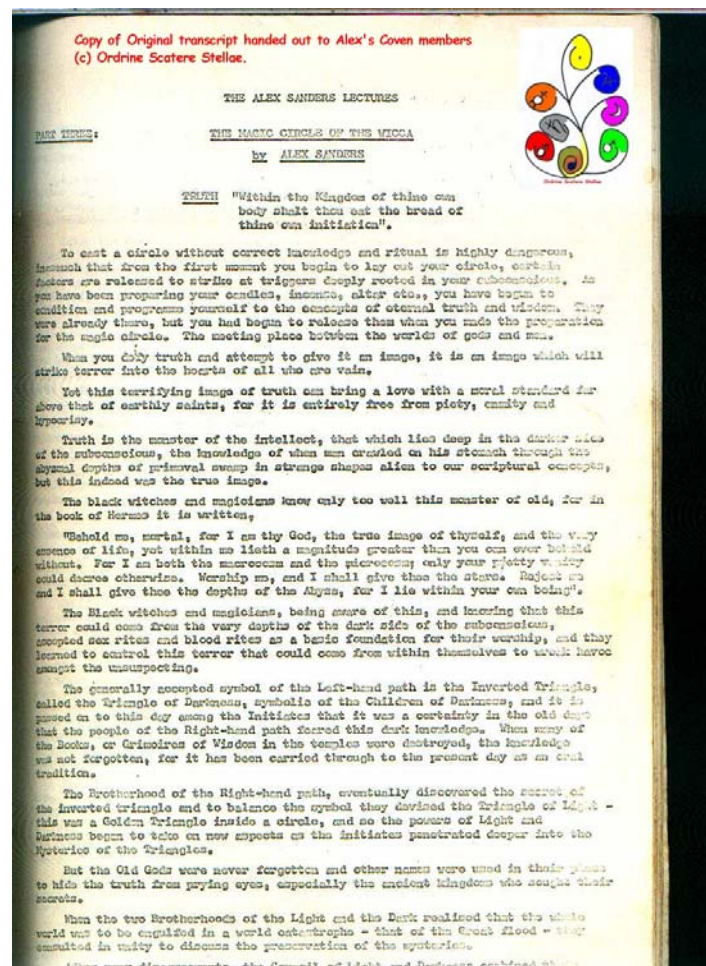 Copy of Original transcript handed out to Alex's Coven members
(c) Ordrine Scatere Stellae.
THE ALEX SANDERS LECTURES
PART THREE: THE MAGIC CIRCLE OF THE WICCA
by ALEX SANDERS
Ordrine Scatere Stellae
TRUTH "Within the Kingdom of thine own
body shalt thou eat the bread of
thine own initiation".
To cast a circle without correct knowledge and ritual is highly dangerous,
inasmuch that from the first moment you begin to lay out your circle, certain
factors are released to strike at triggers deeply rooted in your subconscious. As
you have been preparing your candles, incense, altar etc., you have begun to
condition and programme yourself to the concepts of eternal truth and wisdom. They
were already there, but you had begun to release them when you made the preparation
for the magic circle. The meeting place between the worlds of gods and men.
When you truth and attempt to give it an image, it is an image which will
strike terror into the hearts of all who are vain.
Yet this terrifying image of truth can bring a love with a moral standard far
above that of earthly saints, for it is entirely free from piety, enmity and
hypocrisy.
Truth is the monster of the intellect, that which lies deep in the darker side
of the subconscious, the knowledge of when man crawled on his stomach through the
abysmal depths of primeval swamp in strange shapes alien to our scriptural concepts,
but this indeed was the true image.
The black witches and magicians know only too well this monster of old, for in
the book of Hermes it is written,
"Behold me, mortal, for I am thy God, the true image of thyself, and the very
essence of life, yet within me lieth a magnitude greater than you can ever behold
without. For I am both the macrocosm and the microcosm; only your vanity
could decree otherwise. Worship me, and I shall give thee the stars. Reject me
and I shall give thee the depths of the Abyss, for I lie within your own being".
The Black witches and magicians, being aware of this, and knowing that this
terror could come from the very depths of the dark side of the subconscious,
accepted sex rites and blood rites as a basic foundation for their worship, and they
learned to control this terror that could come from within themselves to wreak havoc
amongst the unsuspecting.
The generally accepted symbol of the Left-hand path is the Inverted Triangle,
called the Triangle of Darkness, symbolic of the Children of Darkness, and it is
passed on to this day among the Initiates that it was a certainty in the old days
that the people of the Right-hand path feared this dark knowledge. When many of
the Books, or Grimoires of Wisdom in the temples were destroyed, the knowledge
was not forgotten, for it has been carried through to the present day as an oral
tradition.
The Brotherhood of the Right-hand path, eventually discovered the secret of
the inverted triangle and to balance the symbol they devised the Triangle of Light -
this was a Golden Triangle inside a circle, and so the powers of Light and
Darkness began to take on new aspects as the initiates penetrated deeper into the
Mysteries of the Triangles.
But the Old Gods were never forgotten and other names were used in their place
to hide the truth from prying eyes, especially the ancient kingdoms who sought their
secrets.
When the two Brotherhoods of the Light and the Dark realised that the whole
world was to be engulfed in a world catastrophe - that of the Great flood - they
consulted in unity to discuss the preservation of the mysteries.